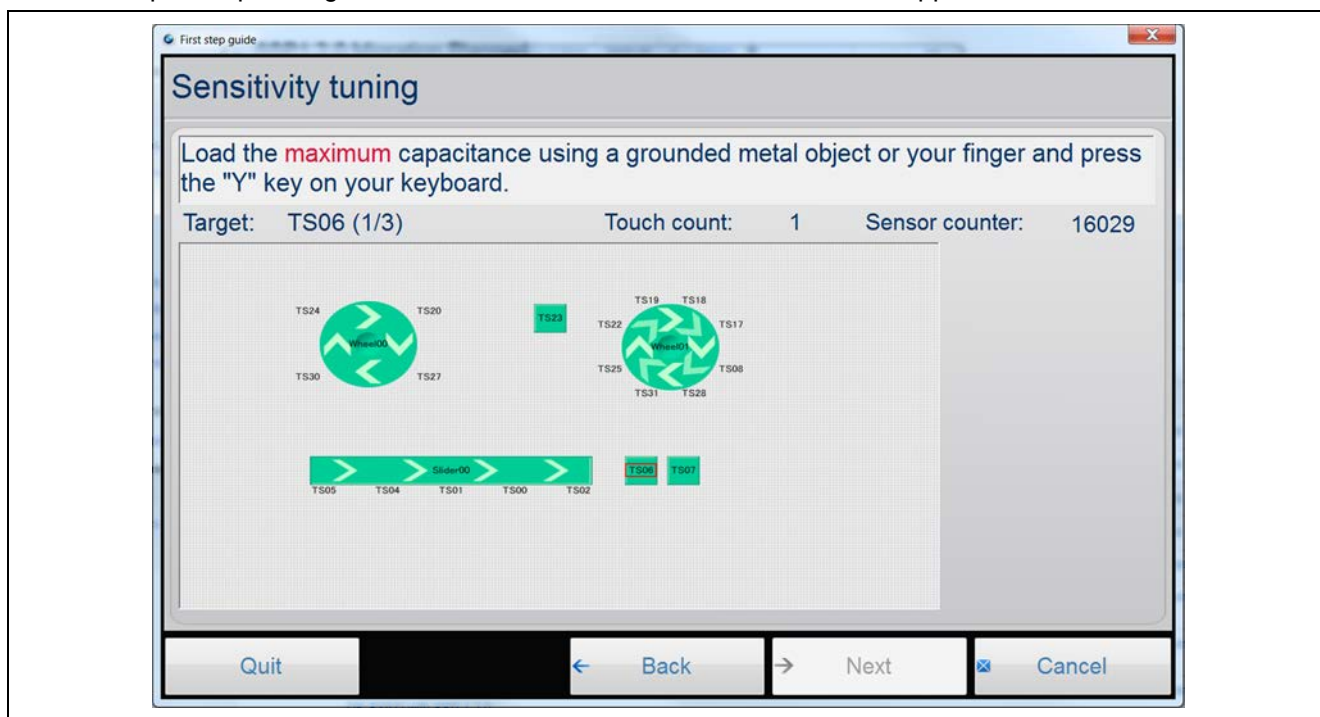 First step guide
Sensitivity tuning
Load the maximum capacitance using a grounded metal object or your finger and press
the "Y" key on your keyboard.
Target: TS06 (1/3) Touch count: 1 Sensor counter: 16029
TS19 TS18
TS24 TS20 TS23 TS22 TS17
Wheel00 Wheel01
TS30 TS27 TS25 TS08
TS31 TS28
Slider00 TS06 TS07
TS05 TS04 TS01 TS00 TS02
Quit Back Next Cancel